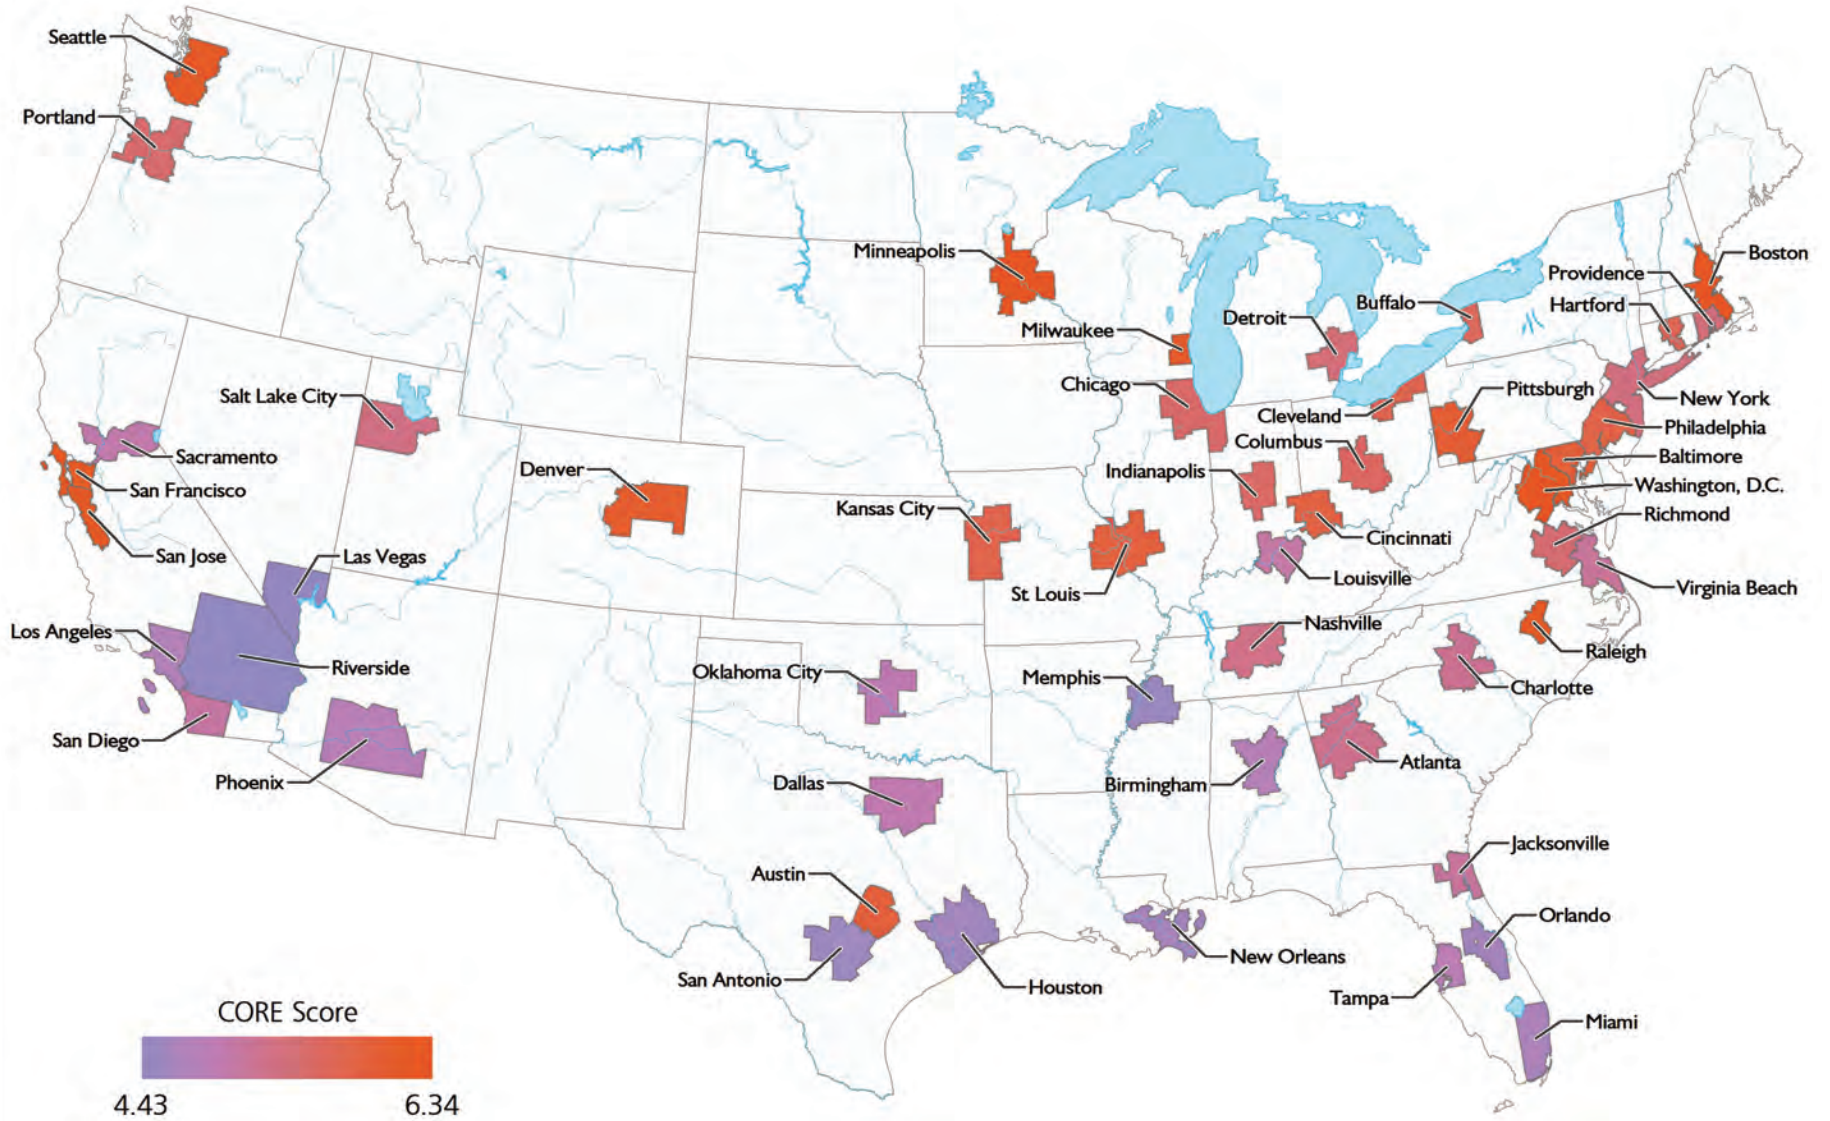 Seattle
Portland
Minneapolis
Boston
Providence
Buffalo
Hartford
Detroit
Milwaukee
Chicago
Pittsburgh
Salt Lake City
New York
Cleveland
Philadelphia
Columbus
Sacramento
Baltimore
Denver
Indianapolis
San Francisco
Washington, D.C.
Kansas City
Richmond
Cincinnati
San Jose
Las Vegas
Louisville
St Louis
Virginia Beach
Nashville
Los Angeles
Raleigh
Riverside
Oklahoma City
Memphis
Charlotte
San Diego
Atlanta
Phoenix
Dallas
Birmingham
Jacksonville
Austin
Orlando
New Orleans
San Antonio
Houston
Tampa
CORE Score
Miami
4.43
6.34